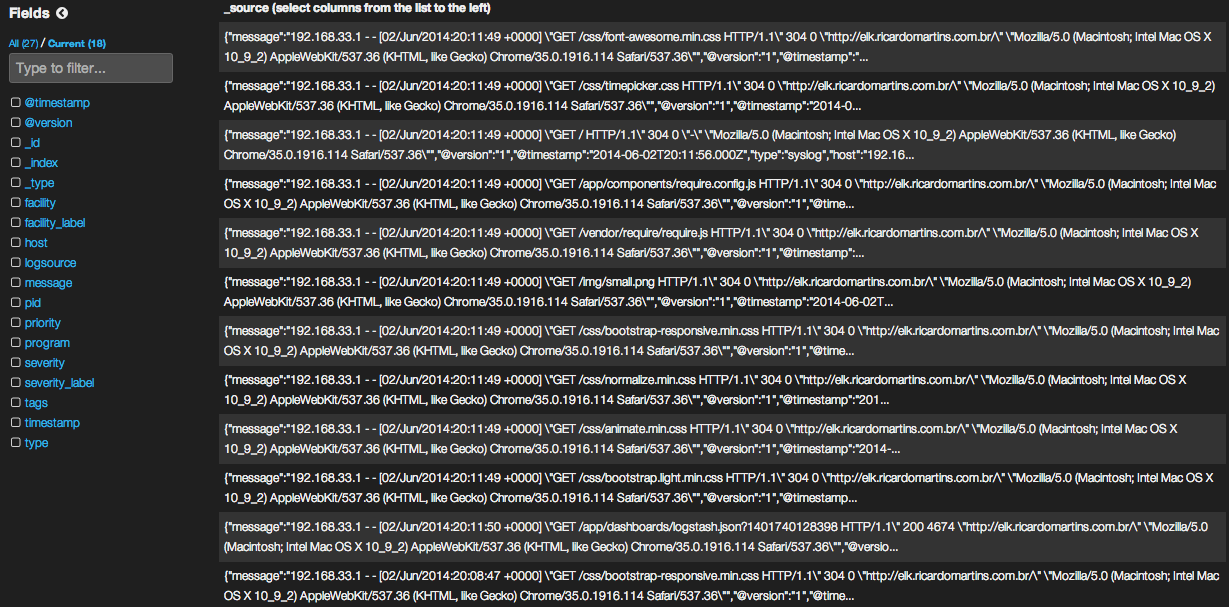 Fields
All (27) / Current (18)
Type to filter...
@timestamp
@version
_id
_index
_type
facility
facility_label
host
logsource
message
pid
priority
program
severity
severity_label
tags
timestamp
type
_source (select columns from the list to the left)
{"message":"192.168.33.1 - - [02/Jun/2014:20:11:49 +0000] \"GET /css/font-awesome.min.css HTTP/1.1\" 304 0 \"http://elk.ricardomartins.com.br/\" \"Mozilla/5.0 (Macintosh; Intel Mac OS X
10_9_2) AppleWebKit/537.36 (KHTML, like Gecko) Chrome/35.0.1916.114 Safari/537.36\"","@version":"1","@timestamp":"...
{"message":"192.168.33.1 - - [02/Jun/2014:20:11:49 +0000] \"GET /css/timepicker.css HTTP/1.1\" 304 0 \"http://elk.ricardomartins.com.br/\" \"Mozilla/5.0 (Macintosh; Intel Mac OS X 10_9_2)
AppleWebKit/537.36 (KHTML, like Gecko) Chrome/35.0.1916.114 Safari/537.36\"","@version":"1","@timestamp":"2014-0...
{"message":"192.168.33.1 - - [02/Jun/2014:20:11:49 +0000] \"GET / HTTP/1.1\" 304 0 \"-\" \"Mozilla/5.0 (Macintosh; Intel Mac OS X 10_9_2) AppleWebKit/537.36 (KHTML, like Gecko)
Chrome/35.0.1916.114 Safari/537.36\"","@version":"1","@timestamp":"2014-06-02T20:11:56.000Z","type":"syslog","host":"192.16...
{"message":"192.168.33.1 - - [02/Jun/2014:20:11:49 +0000] \"GET /app/components/require.config.js HTTP/1.1\" 304 0 \"http://elk.ricardomartins.com.br/\" \"Mozilla/5.0 (Macintosh; Intel Mac
OS X 10_9_2) AppleWebKit/537.36 (KHTML, like Gecko) Chrome/35.0.1916.114 Safari/537.36\"","@version":"1","@time...
{"message":"192.168.33.1 - - [02/Jun/2014:20:11:49 +0000] \"GET /vendor/require/require.js HTTP/1.1\" 304 0 \"http://elk.ricardomartins.com.br/\" \"Mozilla/5.0 (Macintosh; Intel Mac OS X
10_9_2) AppleWebKit/537.36 (KHTML, like Gecko) Chrome/35.0.1916.114 Safari/537.36\"","@version":"1","@timestamp":...
{"message":"192.168.33.1 - - [02/Jun/2014:20:11:49 +0000] \"GET /img/small.png HTTP/1.1\" 304 0 \"http://elk.ricardomartins.com.br/\" \"Mozilla/5.0 (Macintosh; Intel Mac OS X 10_9_2)
AppleWebKit/537.36 (KHTML, like Gecko) Chrome/35.0.1916.114 Safari/537.36\"","@version":"1","@timestamp":"2014-06-02T...
{"message":"192.168.33.1 - - [02/Jun/2014:20:11:49 +0000] \"GET /css/bootstrap-responsive.min.css HTTP/1.1\" 304 0 \"http://elk.ricardomartins.com.br/\" \"Mozilla/5.0 (Macintosh; Intel Mac
OS X 10_9_2) AppleWebKit/537.36 (KHTML, like Gecko) Chrome/35.0.1916.114 Safari/537.36\"","@version":"1","@time...
{"message":"192.168.33.1 - - [02/Jun/2014:20:11:49 +0000] \"GET /css/normalize.min.css HTTP/1.1\" 304 0 \"http://elk.ricardomartins.com.br/\" \"Mozilla/5.0 (Macintosh; Intel Mac OS X
10_9_2) AppleWebKit/537.36 (KHTML, like Gecko) Chrome/35.0.1916.114 Safari/537.36\"","@version":"1","@timestamp":"201...
{"message":"192.168.33.1 - - [02/Jun/2014:20:11:49 +0000] \"GET /css/animate.min.css HTTP/1.1\" 304 0 \"http://elk.ricardomartins.com.br/\" \"Mozilla/5.0 (Macintosh; Intel Mac OS X
10_9_2) AppleWebKit/537.36 (KHTML, like Gecko) Chrome/35.0.1916.114 Safari/537.36\"","@version":"1","@timestamp":"2014-...
{"message":"192.168.33.1 - - [02/Jun/2014:20:11:49 +0000] \"GET /css/bootstrap.light.min.css HTTP/1.1\" 304 0 \"http://elk.ricardomartins.com.br/\" \"Mozilla/5.0 (Macintosh; Intel Mac OS X
10_9_2) AppleWebKit/537.36 (KHTML, like Gecko) Chrome/35.0.1916.114 Safari/537.36\"","@version":"1","@timestamp...
{"message":"192.168.33.1 - - [02/Jun/2014:20:11:50 +0000] \"GET /app/dashboards/logstash.json?1401740128398 HTTP/1.1\" 200 4674 \"http://elk.ricardomartins.com.br/\" \"Mozilla/5.0
(Macintosh; Intel Mac OS X 10_9_2) AppleWebKit/537.36 (KHTML, like Gecko) Chrome/35.0.1916.114 Safari/537.36\"","@versio...
{"message":"192.168.33.1 - - [02/Jun/2014:20:08:47 +0000] \"GET /css/bootstrap-responsive.min.css HTTP/1.1\" 304 0 \"http://elk.ricardomartins.com.br/\" \"Mozilla/5.0 (Macintosh; Intel Mac
OS X 10_9_2) AppleWebKit/537.36 (KHTML, like Gecko) Chrome/35.0.1916.114 Safari/537.36\"","@version":"1","@time...